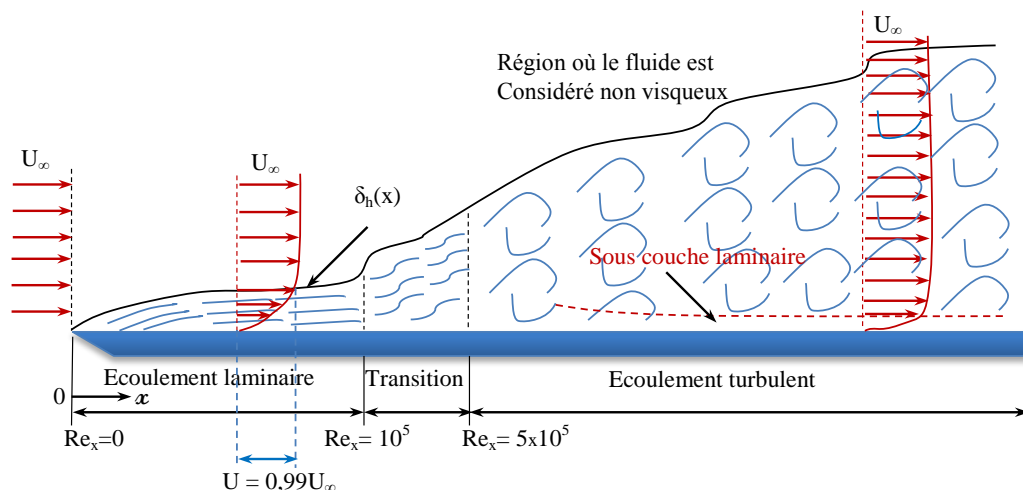 U∞
Région où le fluide est
Considéré non visqueux
U∞
U∞
δh(x)
Sous couche laminaire
Ecoulement laminaire
Transition
Ecoulement turbulent
0
x
Rex=0
Rex= 10⁵
Rex= 5x10⁵
U = 0,99U∞